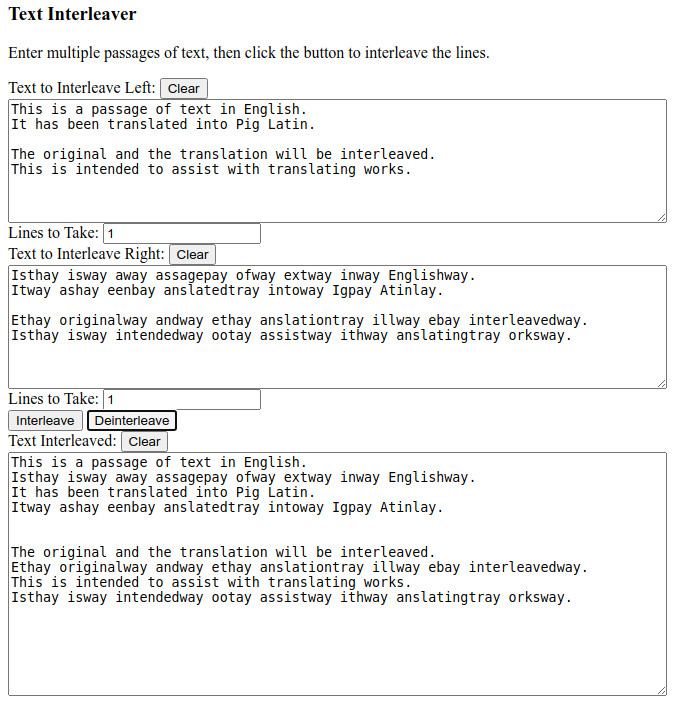 Text Interleaver
Enter multiple passages of text, then click the button to interleave the lines.
Text to Interleave Left: Clear
This is a passage of text in English.
It has been translated into Pig Latin.

The original and the translation will be interleaved.
This is intended to assist with translating works.
Lines to Take: 1
Text to Interleave Right: Clear
Isthay isway away assagepay ofway extway inway Englishway.
Itway ashay eenbay anslatedtray intoway Igpay Atinlay.

Ethay originalway andway ethay anslationtray illway ebay interleavedway.
Isthay isway intendedway ootay assistway ithway anslatingtray orksway.
Lines to Take: 1
Interleave Deinterleave
Text Interleaved: Clear
This is a passage of text in English.
Isthay isway away assagepay ofway extway inway Englishway.
It has been translated into Pig Latin.
Itway ashay eenbay anslatedtray intoway Igpay Atinlay.


The original and the translation will be interleaved.
Ethay originalway andway ethay anslationtray illway ebay interleavedway.
This is intended to assist with translating works.
Isthay isway intendedway ootay assistway ithway anslatingtray orksway.